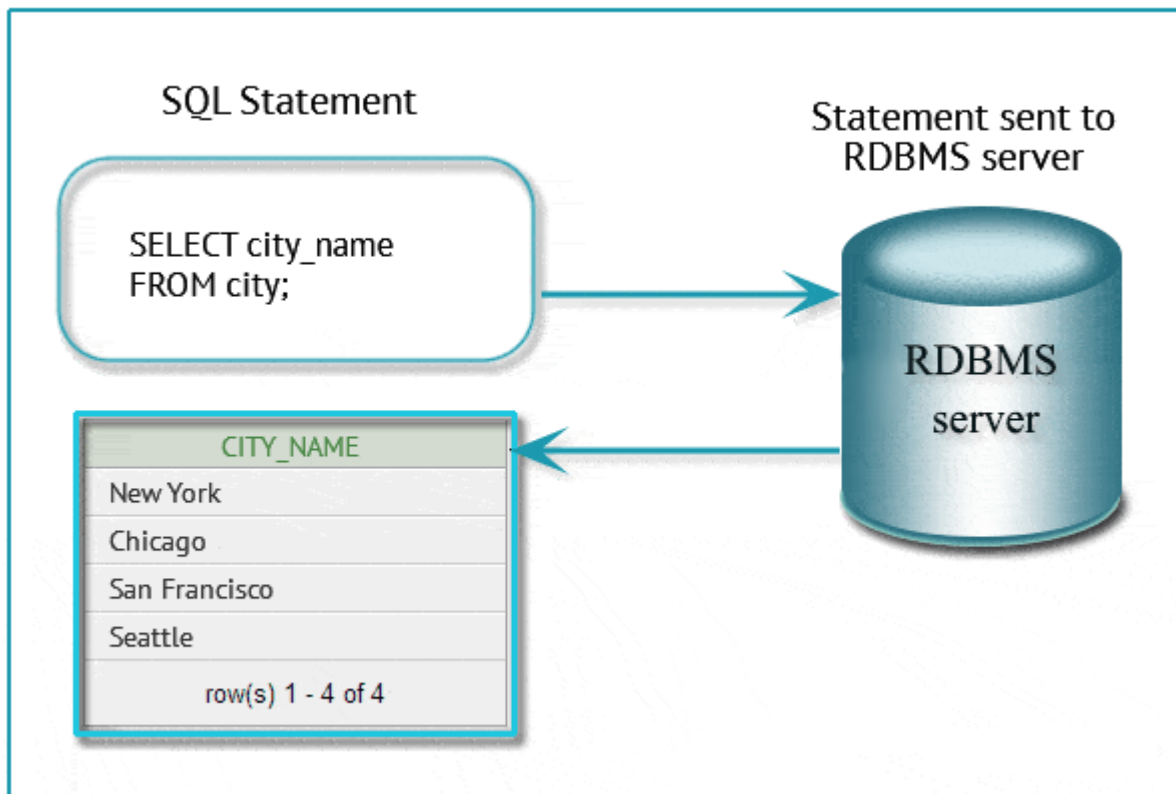 SQL Statement
Statement sent to
RDBMS server
SELECT city_name
FROM city;
RDBMS
server
CITY_NAME
New York
Chicago
San Francisco
Seattle
row(s) 1 - 4 of 4